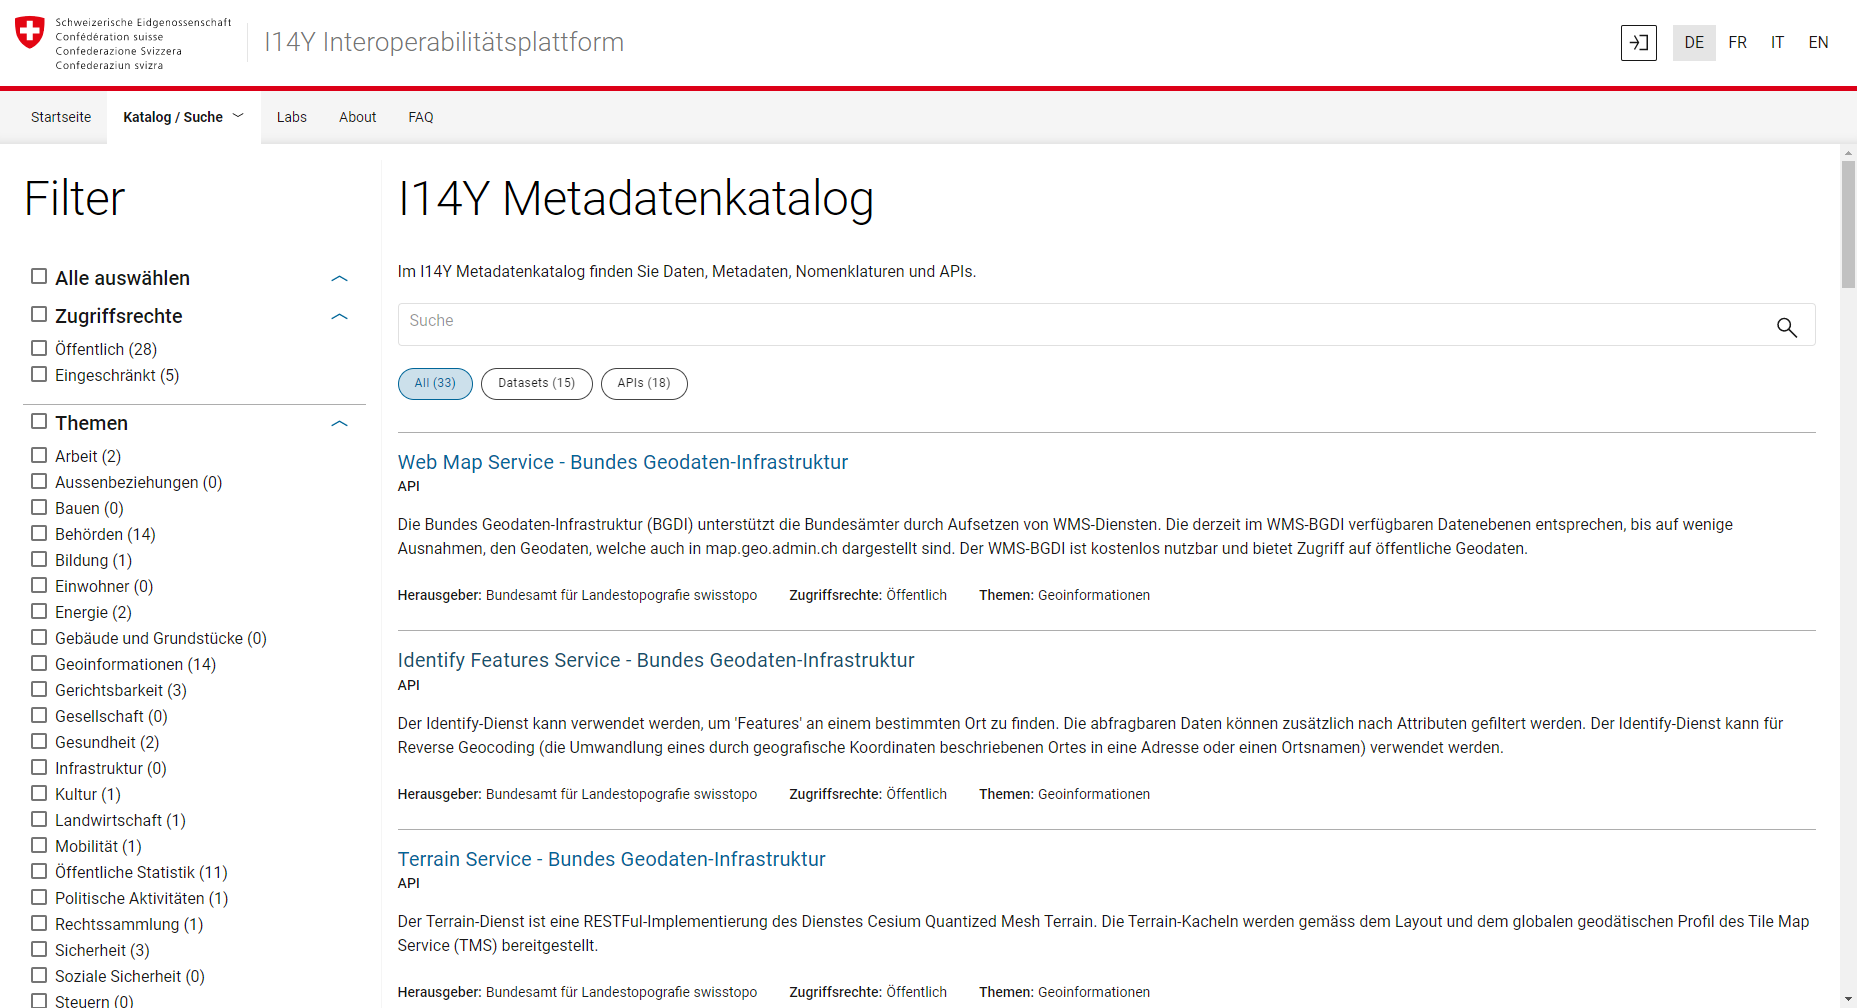 Schweizerische Eidgenossenschaft
Confédération suisse
Confederazione Svizzera
Confederaziun svizra
I14Y Interoperabilitätsplattform
DE FR IT EN
Startseite Katalog / Suche Labs About FAQ
Filter
Alle auswählen
Zugriffsrechte
Öffentlich (28)
Eingeschränkt (5)
Themen
Arbeit (2)
Aussenbeziehungen (0)
Bauen (0)
Behörden (14)
Bildung (1)
Einwohner (0)
Energie (2)
Gebäude und Grundstücke (0)
Geoinformationen (14)
Gerichtsbarkeit (3)
Gesellschaft (0)
Gesundheit (2)
Infrastruktur (0)
Kultur (1)
Landwirtschaft (1)
Mobilität (1)
Öffentliche Statistik (11)
Politische Aktivitäten (1)
Rechtssammlung (1)
Sicherheit (3)
Soziale Sicherheit (0)
Steuern (0)
I14Y Metadatenkatalog
Im I14Y Metadatenkatalog finden Sie Daten, Metadaten, Nomenklaturen und APIs.
Suche
All (33) Datasets (15) APIs (18)
Web Map Service - Bundes Geodaten-Infrastruktur
API
Die Bundes Geodaten-Infrastruktur (BGDI) unterstützt die Bundesämter durch Aufsetzen von WMS-Diensten. Die derzeit im WMS-BGDI verfügbaren Datenebenen entsprechen, bis auf wenige
Ausnahmen, den Geodaten, welche auch in map.geo.admin.ch dargestellt sind. Der WMS-BGDI ist kostenlos nutzbar und bietet Zugriff auf öffentliche Geodaten.
Herausgeber: Bundesamt für Landestopografie swisstopo Zugriffsrechte: Öffentlich Themen: Geoinformationen
Identify Features Service - Bundes Geodaten-Infrastruktur
API
Der Identify-Dienst kann verwendet werden, um 'Features' an einem bestimmten Ort zu finden. Die abfragbaren Daten können zusätzlich nach Attributen gefiltert werden. Der Identify-Dienst kann für
Reverse Geocoding (die Umwandlung eines durch geografische Koordinaten beschriebenen Ortes in eine Adresse oder einen Ortsnamen) verwendet werden.
Herausgeber: Bundesamt für Landestopografie swisstopo Zugriffsrechte: Öffentlich Themen: Geoinformationen
Terrain Service - Bundes Geodaten-Infrastruktur
API
Der Terrain-Dienst ist eine RESTFul-Implementierung des Dienstes Cesium Quantized Mesh Terrain. Die Terrain-Kacheln werden gemäss dem Layout und dem globalen geodätischen Profil des Tile Map
Service (TMS) bereitgestellt.
Herausgeber: Bundesamt für Landestopografie swisstopo Zugriffsrechte: Öffentlich Themen: Geoinformationen